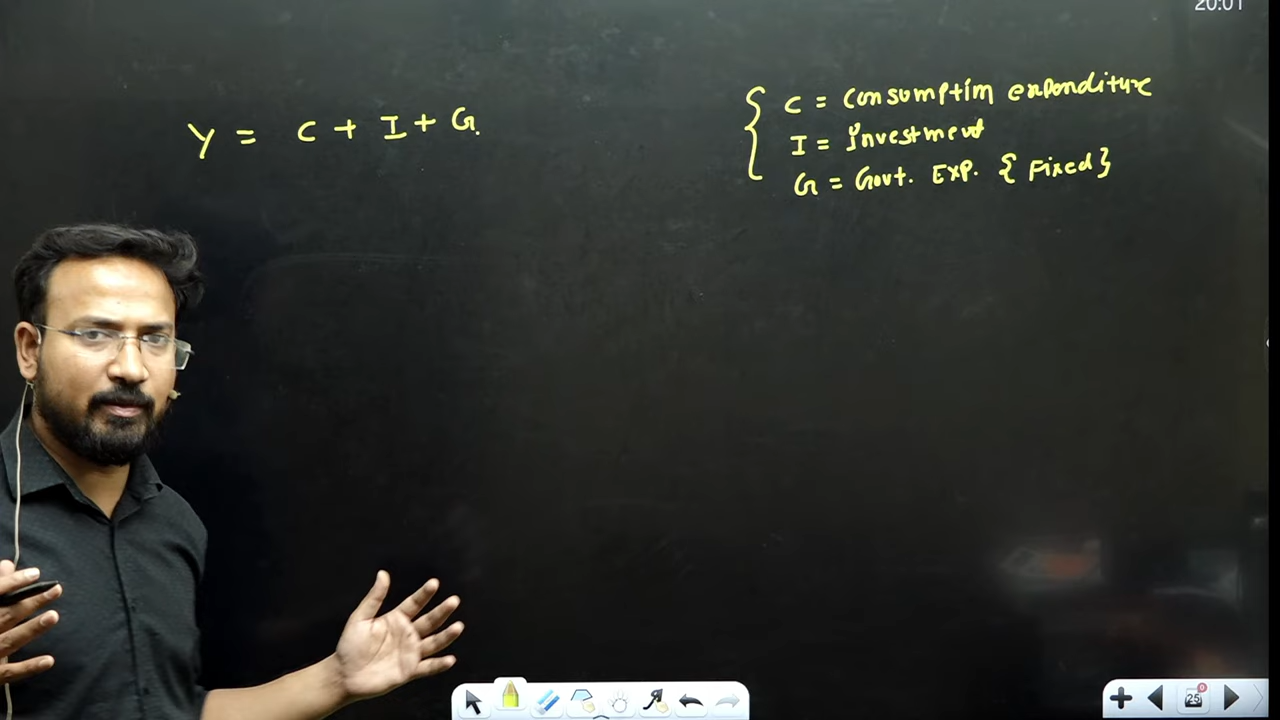 20:01
Y = C + I + G.
C = Consumption expenditure
I = Investment
G = Govt. Exp. { Fixed }
25